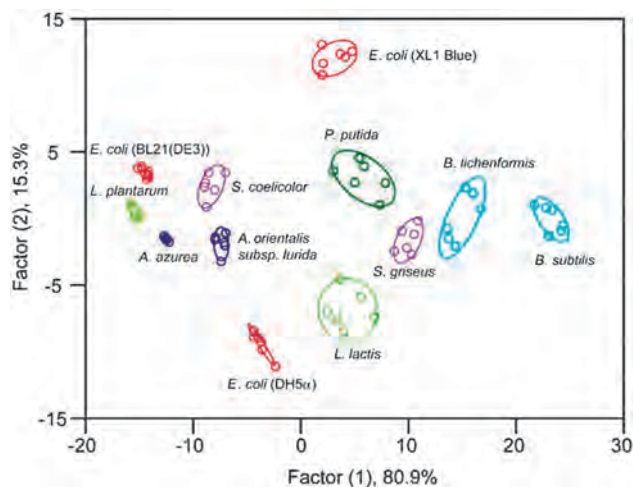 15
E. coli (XL1 Blue)
P. putida
E. coli (BL21(DE3))
B. lichenformis
5
L. plantarum
S. coelicolor
A. azurea
A. orientalis
subsp. lurida
S. griseus
B. subtilis
-5
L. lactis
E. coli (DH5α)
-15
-20
-10
0
10
20
30
Factor (1), 80.9%
Factor (2), 15.3%